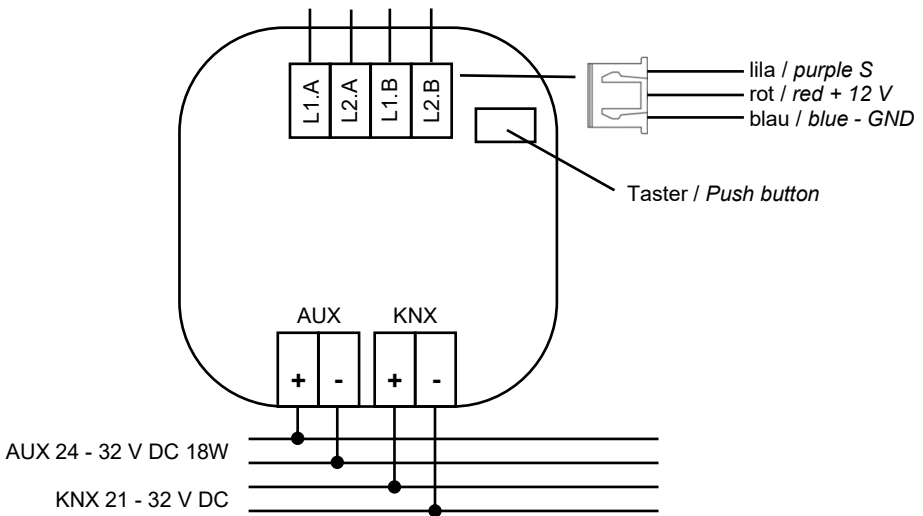 L1.A
L2.A
L1.B
L2.B
lila / purple S
rot / red + 12 V
blau / blue - GND
Taster / Push button
AUX KNX
+ - + -
AUX 24 - 32 V DC 18W
KNX 21 - 32 V DC